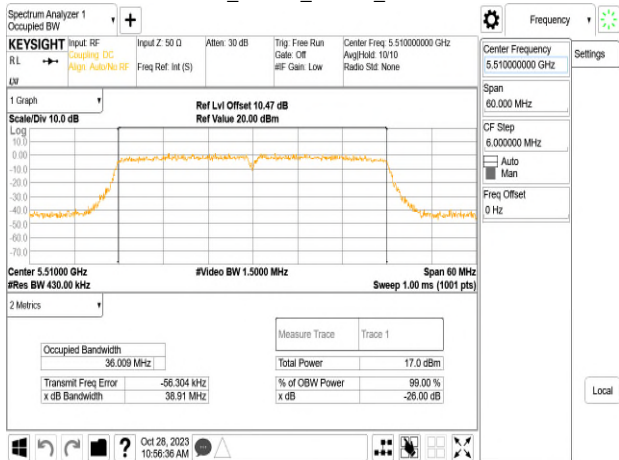 Spectrum Analyzer 1
Occupied BW
Frequency
KEYSIGHT
RL
Input: RF
Coupling: DC
Align: Auto/No RF
Input Z: 50 Ω
Freq Ref: Int (S)
Atten: 30 dB
Trig: Free Run
Gate: Off
#IF Gain: Low
Center Freq: 5.510000000 GHz
Avg|Hold: 10/10
Radio Std: None
Center Frequency
5.510000000 GHz
Settings
Span
60.000 MHz
CF Step
6.000000 MHz
Auto
Man
Freq Offset
0 Hz
Local
1 Graph
Scale/Div 10.0 dB
Ref Lvl Offset 10.47 dB
Ref Value 20.00 dBm
Log
10.0
0.00
-10.0
-20.0
-30.0
-40.0
-50.0
-60.0
-70.0
Center 5.51000 GHz
#Res BW 430.00 kHz
#Video BW 1.5000 MHz
Span 60 MHz
Sweep 1.00 ms (1001 pts)
2 Metrics
Measure Trace Trace 1
Occupied Bandwidth
36.009 MHz
Total Power 17.0 dBm
Transmit Freq Error -56.304 kHz
% of OBW Power 99.00 %
x dB Bandwidth 38.91 MHz
x dB -26.00 dB
?
Oct 28, 2023
10:56:36 AM